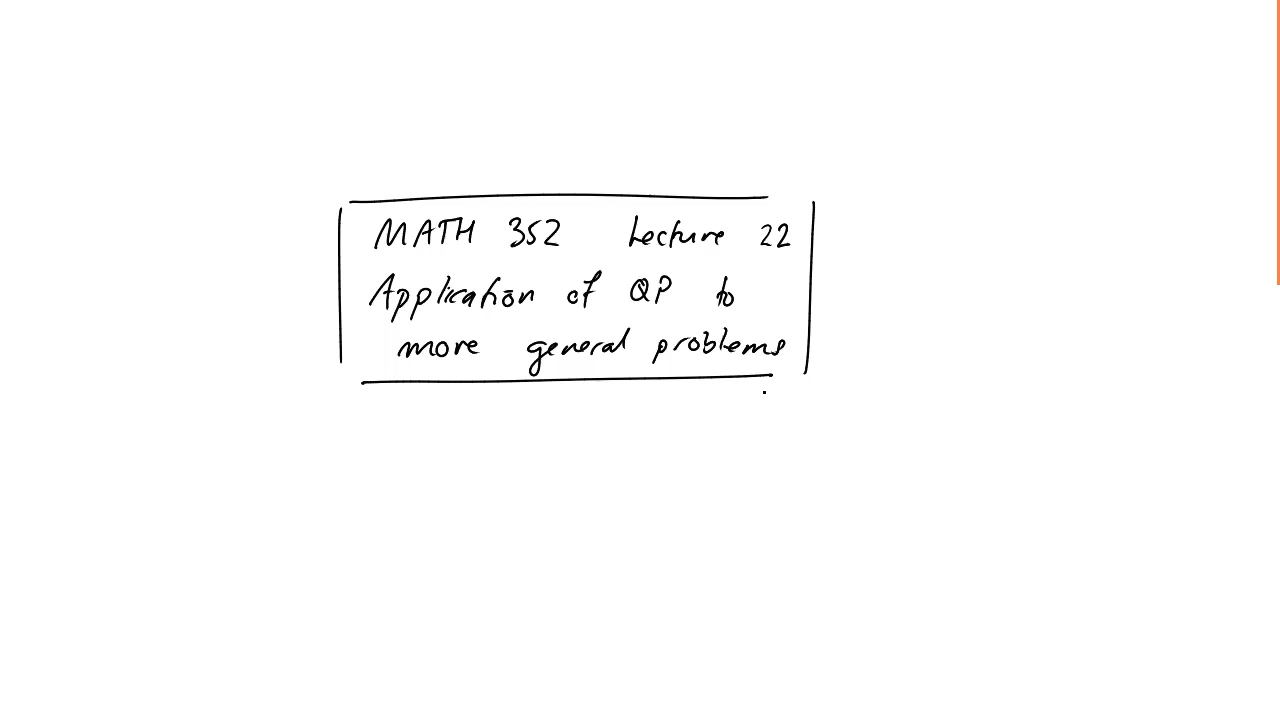 MATH 352 Lecture 22
Application of QP to
more general problems